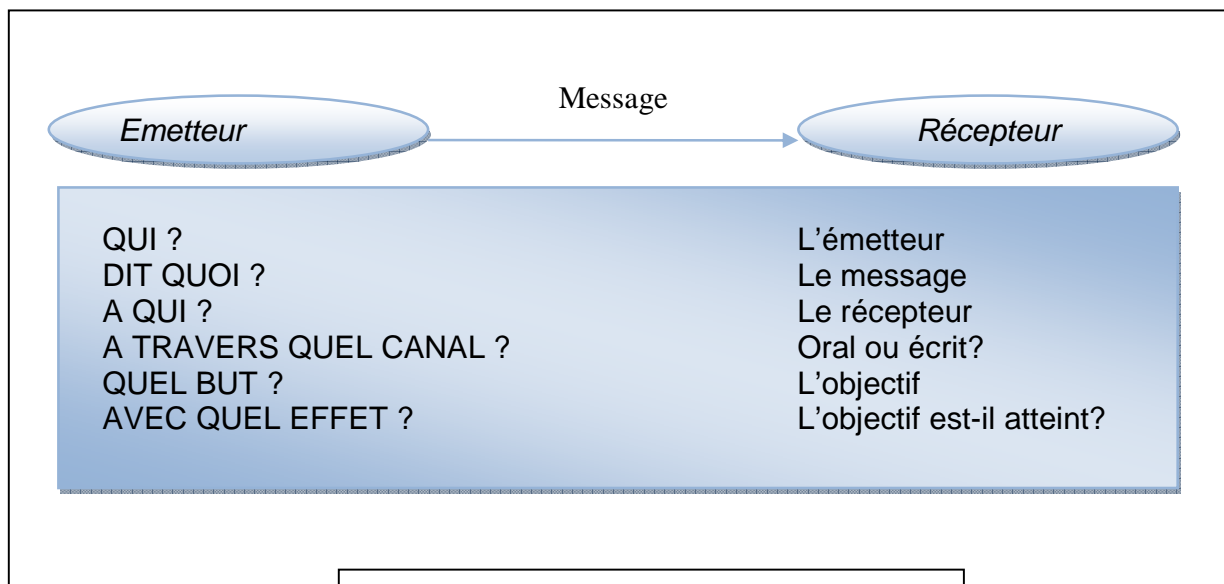 Message
Emetteur Récepteur
QUI ? L'émetteur
DIT QUOI ? Le message
A QUI ? Le récepteur
A TRAVERS QUEL CANAL ? Oral ou écrit?
QUEL BUT ? L'objectif
AVEC QUEL EFFET ? L'objectif est-il atteint?